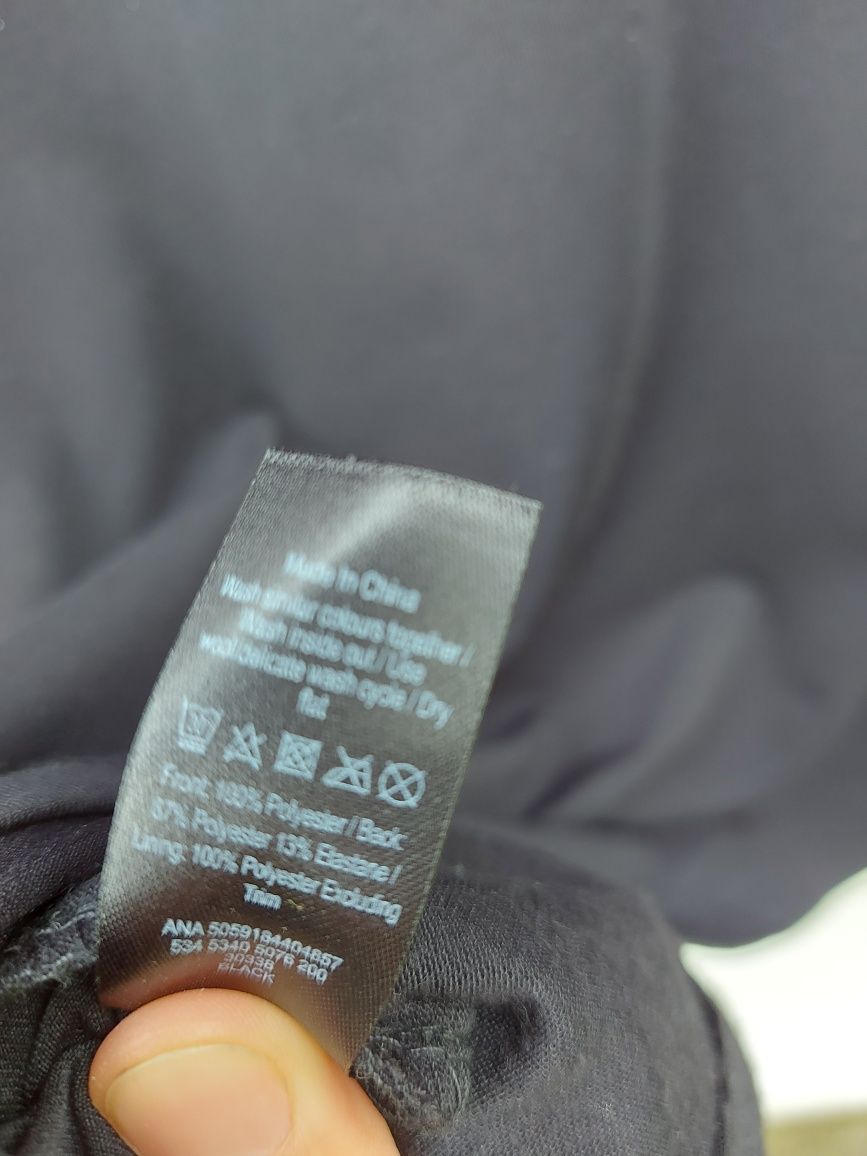 Made in China
Wash similar colours together /
Wash inside out / Use
wool/delicate wash cycle / Dry
flat
Front: 100% Polyester / Back:
87% Polyester 13% Elastane /
Lining: 100% Polyester Excluding
Trim
ANA 5059184404857
534 5340 5076 200
30338
BLACK